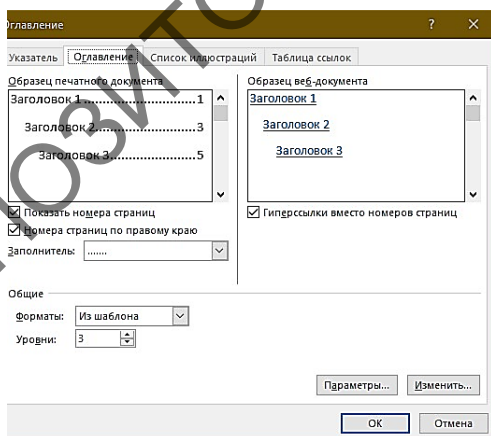 Оглавление ? ×
Указатель Оглавление Список иллюстраций Таблица ссылок
Образец печатного документа
Заголовок 1..............................1
Заголовок 2.........................3
Заголовок 3.....................5
Образец веб-документа
Заголовок 1
Заголовок 2
Заголовок 3
Показать номера страниц
Номера страниц по правому краю
Заполнитель: .......
Гиперссылки вместо номеров страниц
Общие
Форматы: Из шаблона
Уровни: 3
Параметры... Изменить...
ОК Отмена